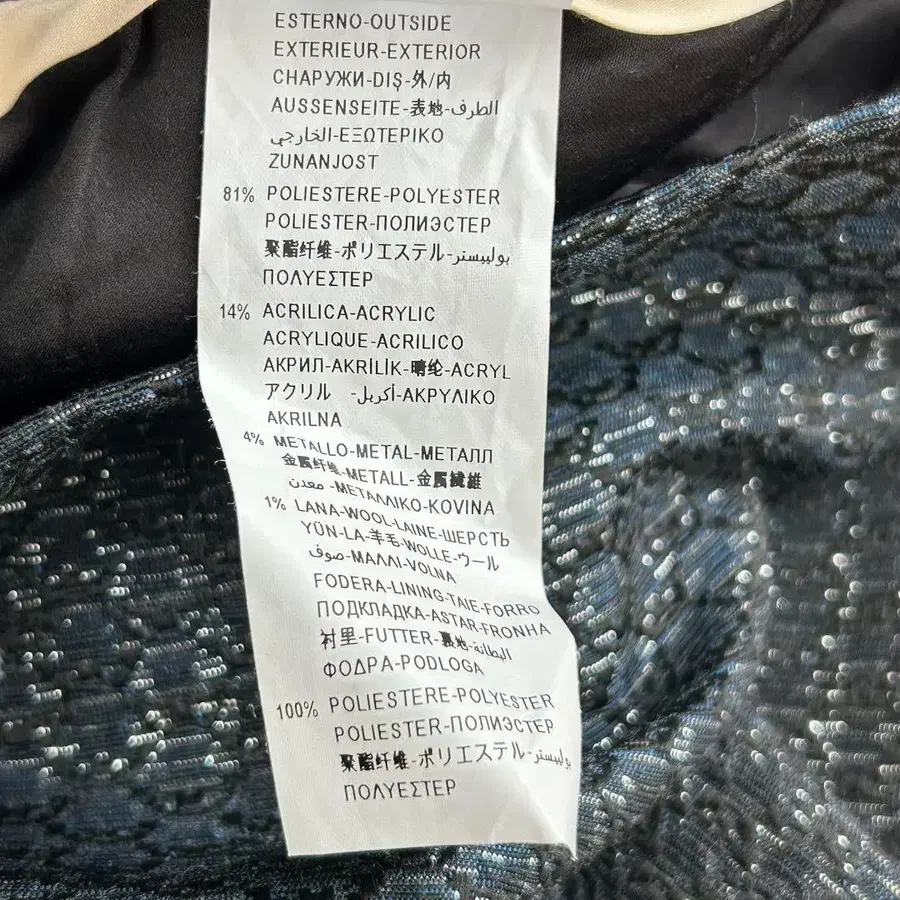 ESTERNO-OUTSIDE
EXTERIEUR-EXTERIOR
СНАРУЖИ-DIŞ-外/内
AUSSENSEITE-表地-الطرف
الخارجي-ΕΞΩΤΕΡΙΚΟ
ZUNANJOST
81% POLIESTERE-POLYESTER
POLIESTER-ПОЛИЭСТЕР
聚酯纤维-ポリエステル-بولييستر
ΠΟΛΥΕΣΤΕΡ
14% ACRILICA-ACRYLIC
ACRYLIQUE-ACRILICO
АКРИЛ-AKRİLİK-晴纶-ACRYL
アクリル -أكريل-ΑΚΡΥΛΙΚΟ
AKRILNA
4% METALLO-METAL-МЕТАЛЛ
金属纤维-METALL-金属繊維
معدن-ΜΕΤΑΛΛΙΚΟ-KOVINA
1% LANA-WOOL-LAINE-ШЕРСТЬ
YÜN-LA-羊毛-WOLLE-ウール
صوف-ΜΑΛΛΙ-VOLNA
FODERA-LINING-TAIE-FORRO
ПОДКЛАДКА-ASTAR-FRONHA
衬里-FUTTER-裏地-البطانة
ΦΟΔΡΑ-PODLOGA
100% POLIESTERE-POLYESTER
POLIESTER-ПОЛИЭСТЕР
聚酯纤维-ポリエステル-بولييستر
ΠΟΛΥΕΣΤΕΡ